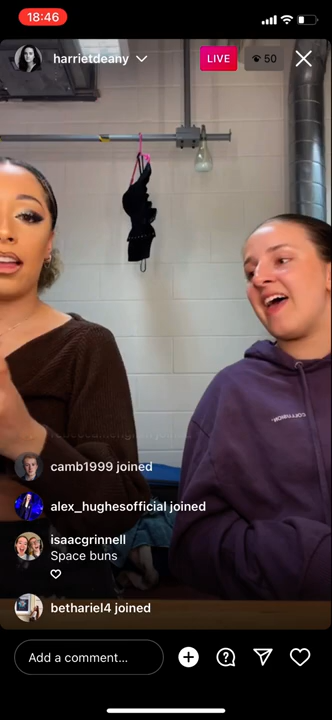 18:46
harrietdeany
LIVE
50
camb1999 joined
alex_hughesofficial joined
isaacgrinnell
Space buns
bethariel4 joined
Add a comment...